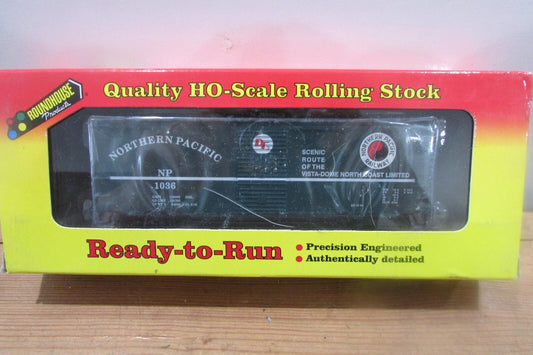 ROUNDHOUSE
Products
Quality HO-Scale Rolling Stock
NORTHERN PACIFIC
NP
1036
DF
SCENIC
ROUTE
OF THE
VISTA-DOME NORTH COAST LIMITED
NORTHERN PACIFIC
RAILWAY
Ready-to-Run
Precision Engineered
Authentically detailed